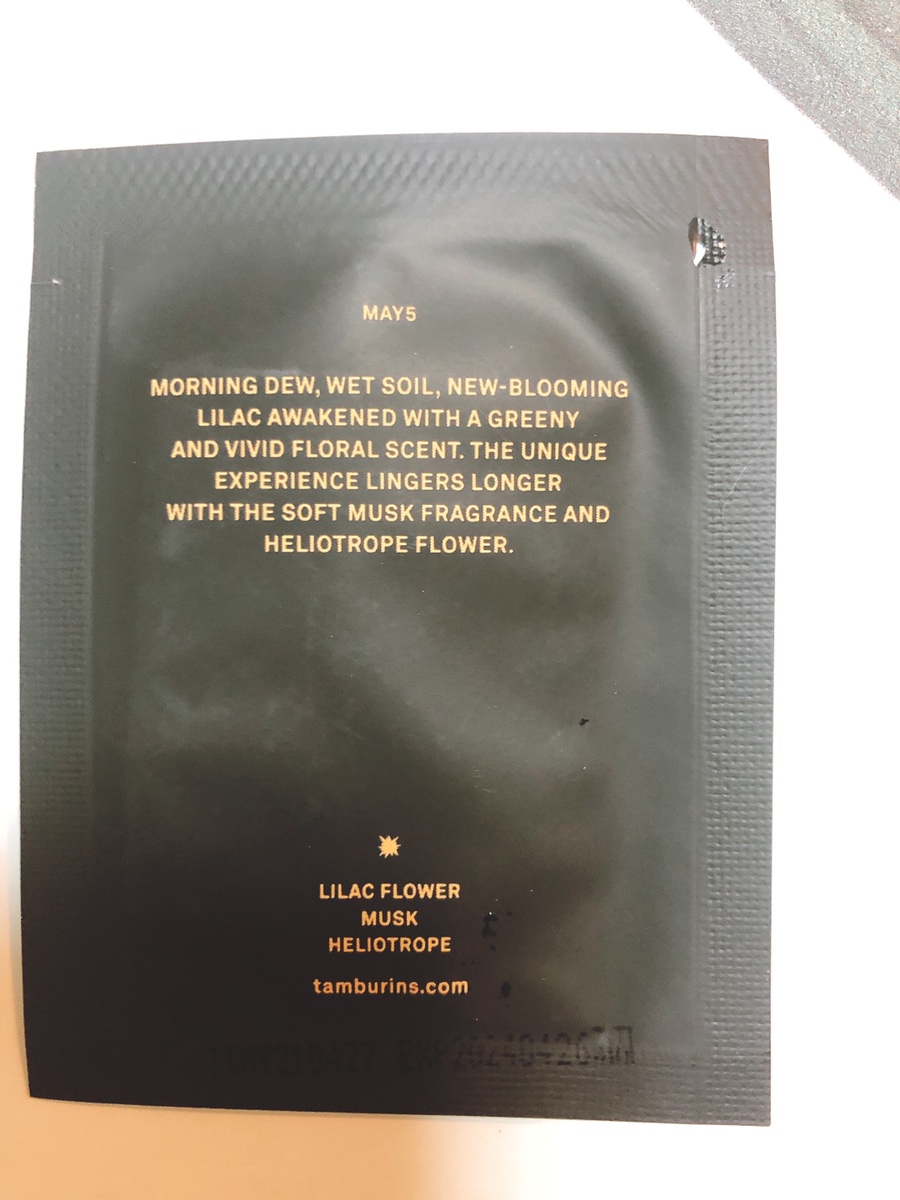 MAY5
MORNING DEW, WET SOIL, NEW-BLOOMING
LILAC AWAKENED WITH A GREENY
AND VIVID FLORAL SCENT. THE UNIQUE
EXPERIENCE LINGERS LONGER
WITH THE SOFT MUSK FRAGRANCE AND
HELIOTROPE FLOWER.
LILAC FLOWER
MUSK
HELIOTROPE
tamburins.com